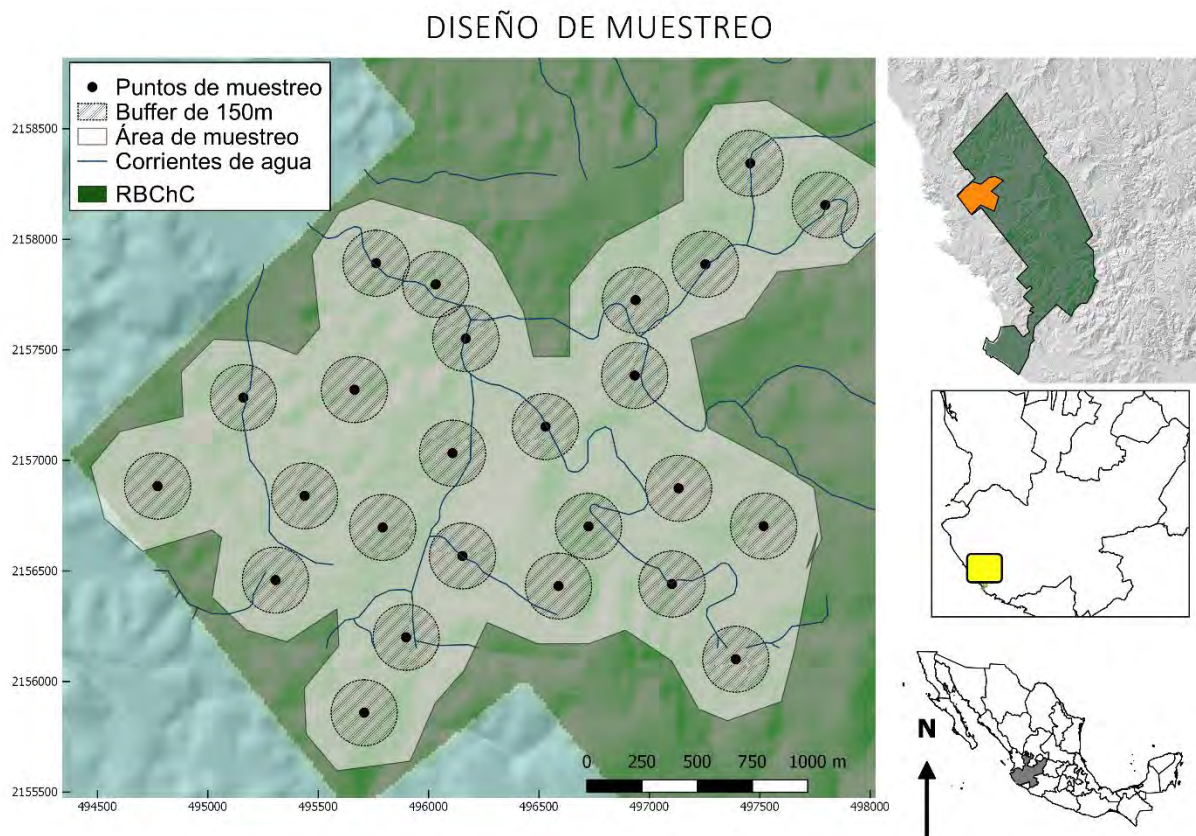 DISEÑO DE MUESTREO
Puntos de muestreo
Buffer de 150m
Área de muestreo
Corrientes de agua
RBChC
2158500
2158000
2157500
2157000
2156500
2156000
2155500
494500 495000 495500 496000 496500 497000 497500 498000
0 250 500 750 1000 m
N